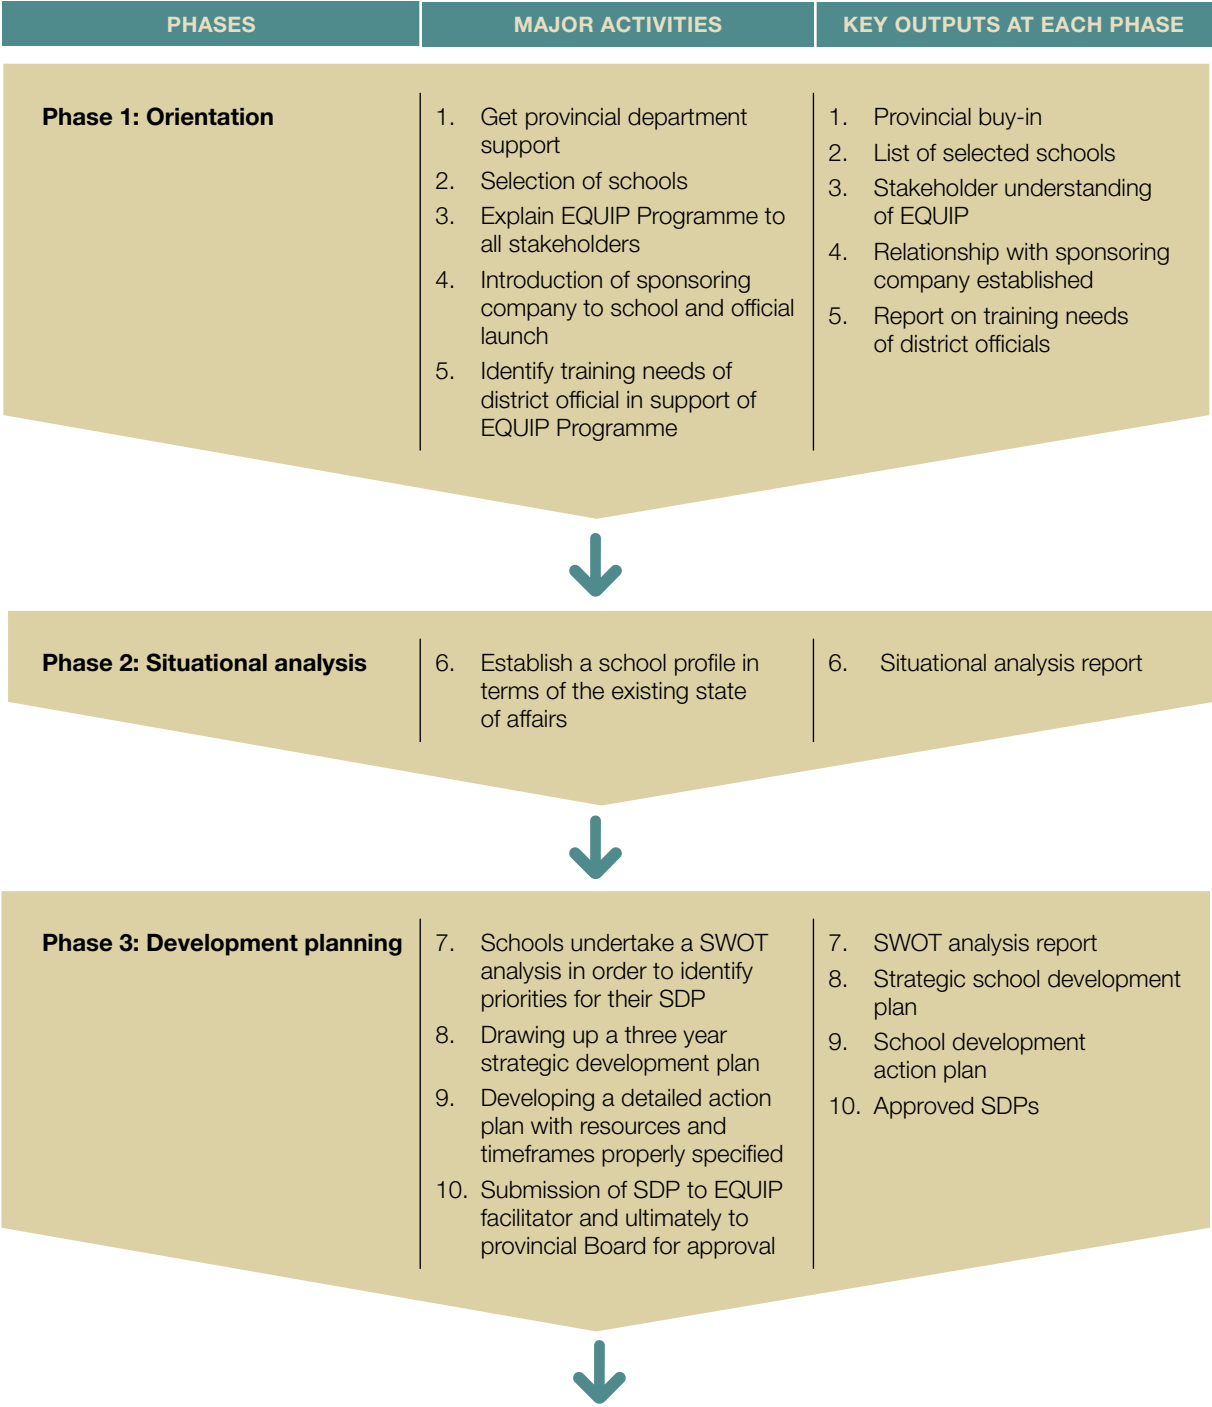 PHASES
MAJOR ACTIVITIES
KEY OUTPUTS AT EACH PHASE
Phase 1: Orientation
1. Get provincial department
support
2. Selection of schools
3. Explain EQUIP Programme to
all stakeholders
4. Introduction of sponsoring
company to school and official
launch
5. Identify training needs of
district official in support of
EQUIP Programme
1. Provincial buy-in
2. List of selected schools
3. Stakeholder understanding
of EQUIP
4. Relationship with sponsoring
company established
5. Report on training needs
of district officials
Phase 2: Situational analysis
6. Establish a school profile in
terms of the existing state
of affairs
6. Situational analysis report
Phase 3: Development planning
7. Schools undertake a SWOT
analysis in order to identify
priorities for their SDP
8. Drawing up a three year
strategic development plan
9. Developing a detailed action
plan with resources and
timeframes properly specified
10. Submission of SDP to EQUIP
facilitator and ultimately to
provincial Board for approval
7. SWOT analysis report
8. Strategic school development
plan
9. School development
action plan
10. Approved SDPs